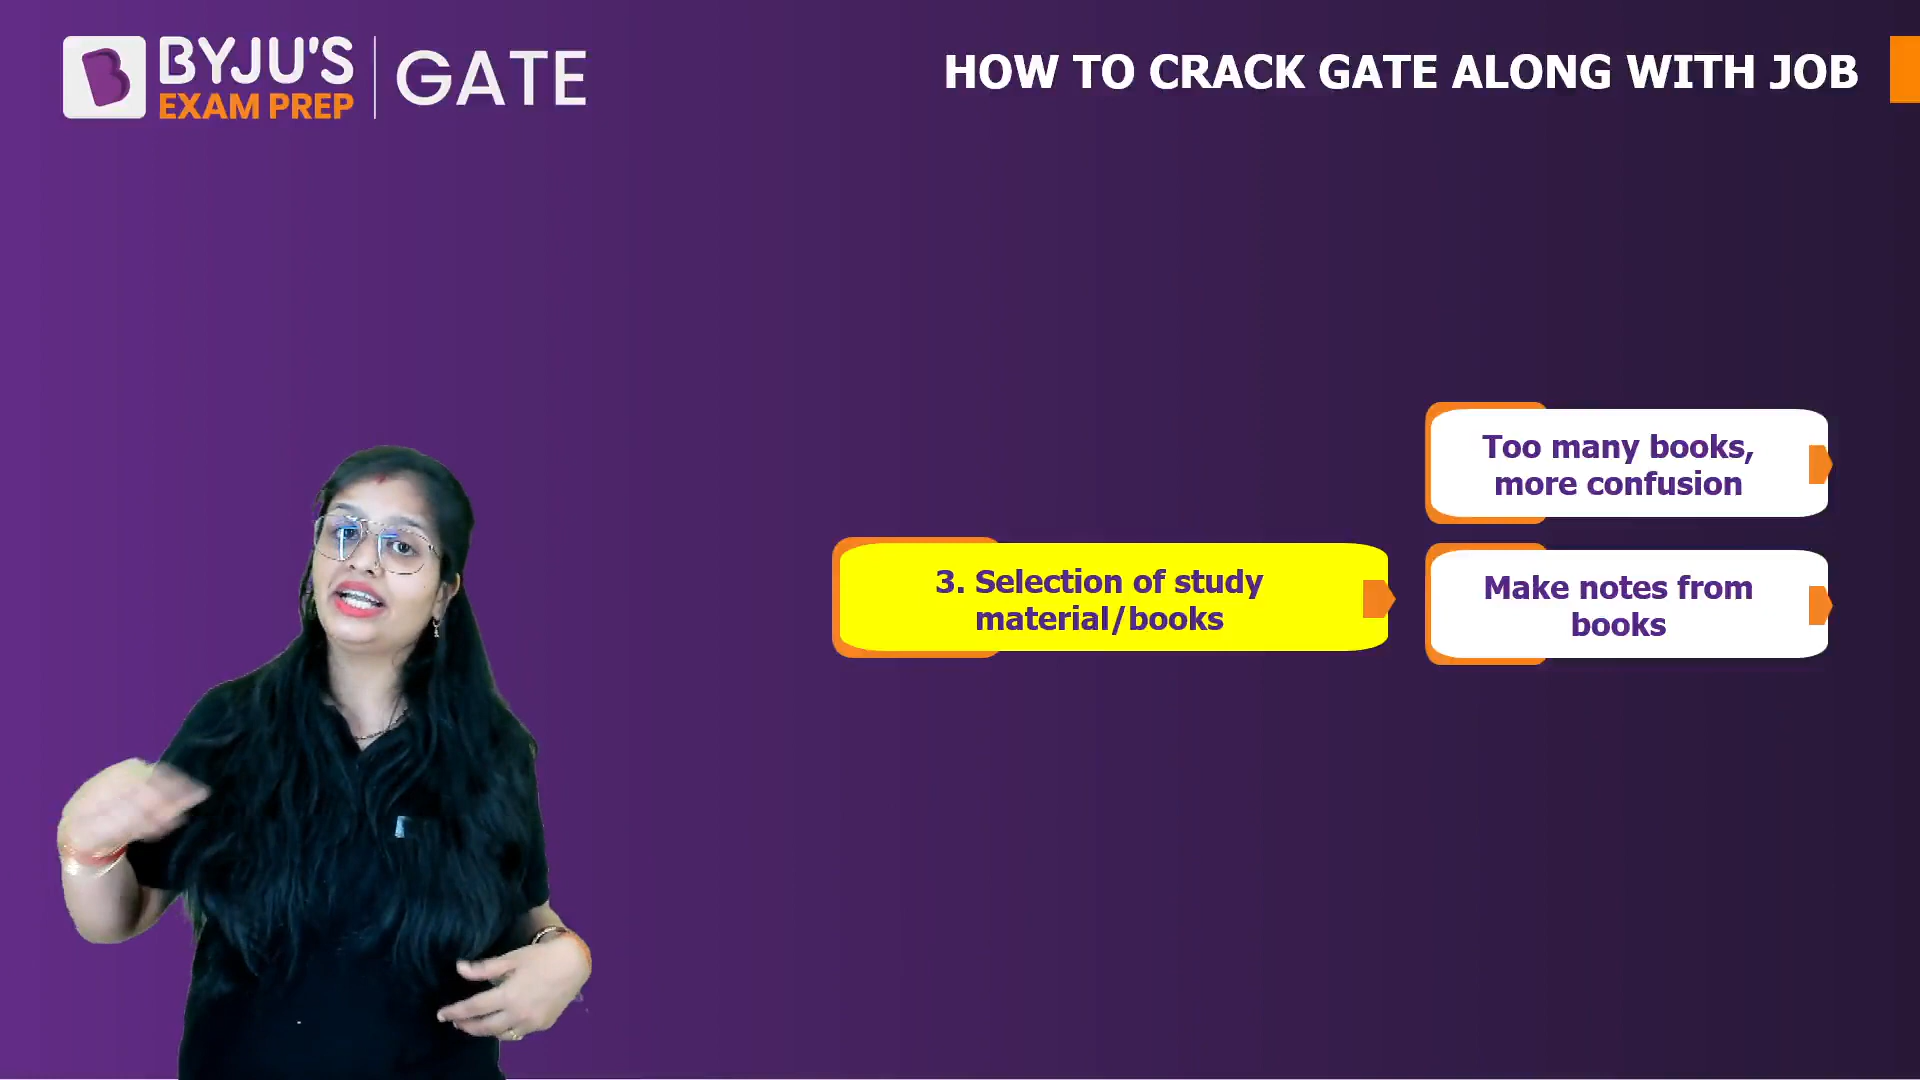 BYJU'S
EXAM PREP
GATE
HOW TO CRACK GATE ALONG WITH JOB
Too many books,
more confusion
3. Selection of study
material/books
Make notes from
books